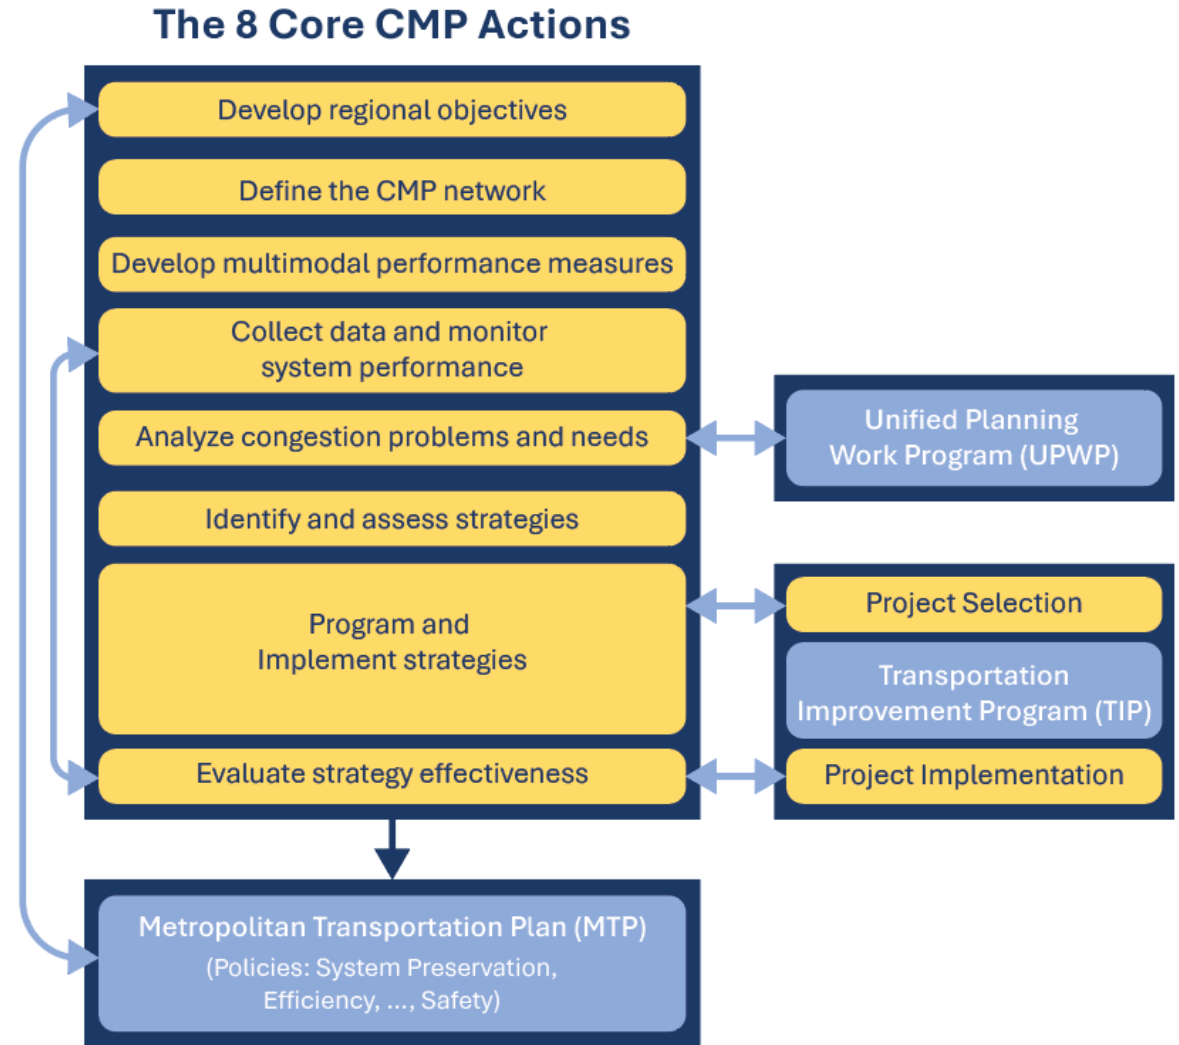 The 8 Core CMP Actions
Develop regional objectives
Define the CMP network
Develop multimodal performance measures
Collect data and monitor
system performance
Analyze congestion problems and needs
Identify and assess strategies
Program and
Implement strategies
Evaluate strategy effectiveness
Unified Planning
Work Program (UPWP)
Project Selection
Transportation
Improvement Program (TIP)
Project Implementation
Metropolitan Transportation Plan (MTP)
(Policies: System Preservation,
Efficiency, ..., Safety)